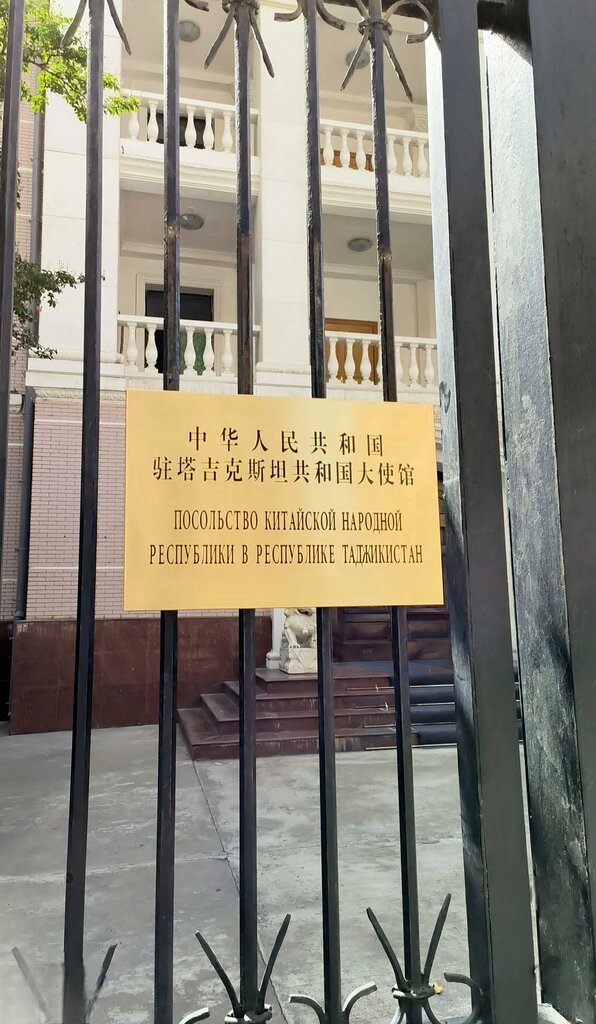 中华人民共和国
驻塔吉克斯坦共和国大使馆
ПОСОЛЬСТВО КИТАЙСКОЙ НАРОДНОЙ
РЕСПУБЛИКИ В РЕСПУБЛИКЕ ТАДЖИКИСТАН